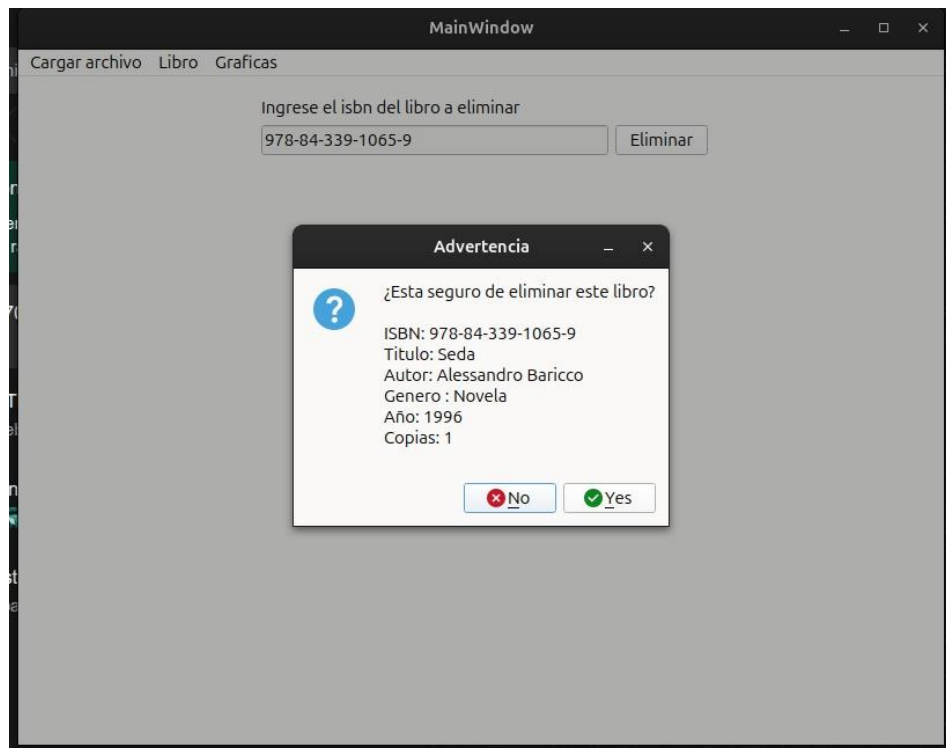 MainWindow
Cargar archivo Libro Graficas
Ingrese el isbn del libro a eliminar
978-84-339-1065-9 Eliminar
Advertencia
¿Esta seguro de eliminar este libro?
ISBN: 978-84-339-1065-9
Titulo: Seda
Autor: Alessandro Baricco
Genero : Novela
Año: 1996
Copias: 1
No Yes